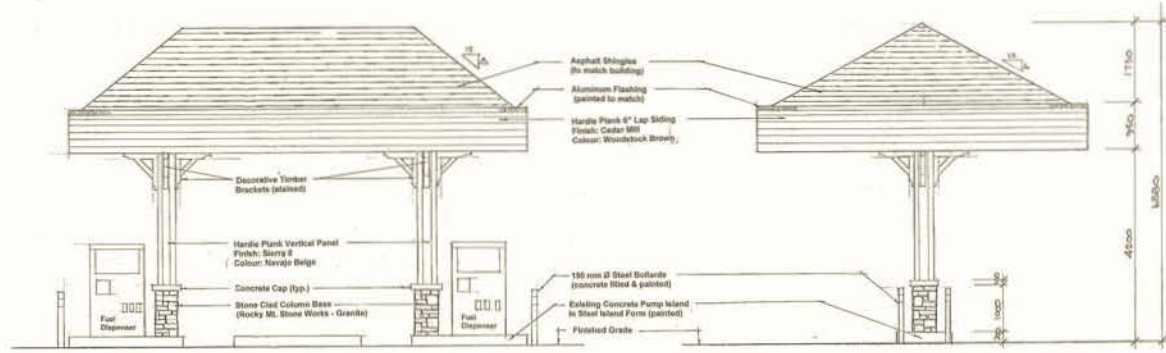 12
Asphalt Shingles
(to match building)
Aluminum Flashing
(painted to match)
Hardie Plank 6" Lap Siding
Finish: Cedar Mill
Colour: Woodstock Brown
Decorative Timber
Brackets (stained)
Hardie Plank Vertical Panel
Finish: Sierra 8
Colour: Navajo Beige
Concrete Cap (typ.)
Stone Clad Column Base
(Rocky Mt. Stone Works - Granite)
150 mm Ø Steel Bollards
(concrete filled & painted)
Existing Concrete Pump Island
in Steel Island Form (painted)
Finished Grade
Fuel
Dispenser
Fuel
Dispenser
4200
1000